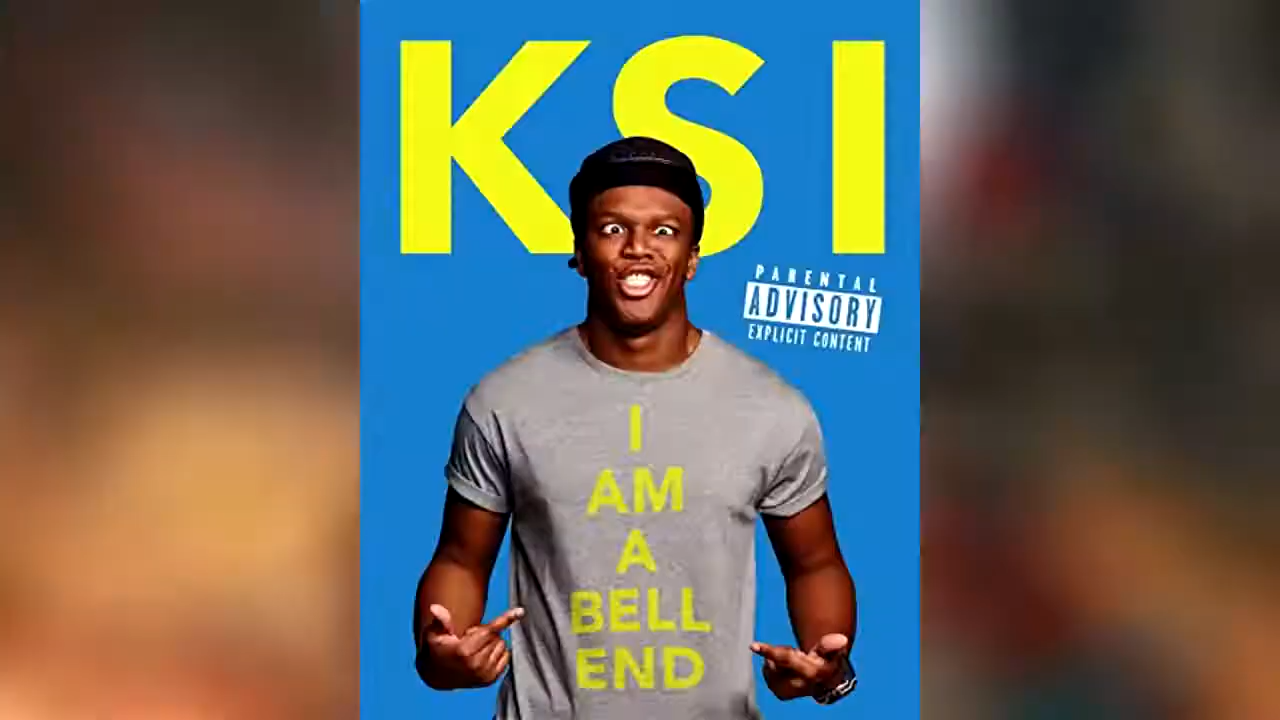 KSI
PARENTAL
ADVISORY
EXPLICIT CONTENT
I
AM
A
BELL
END